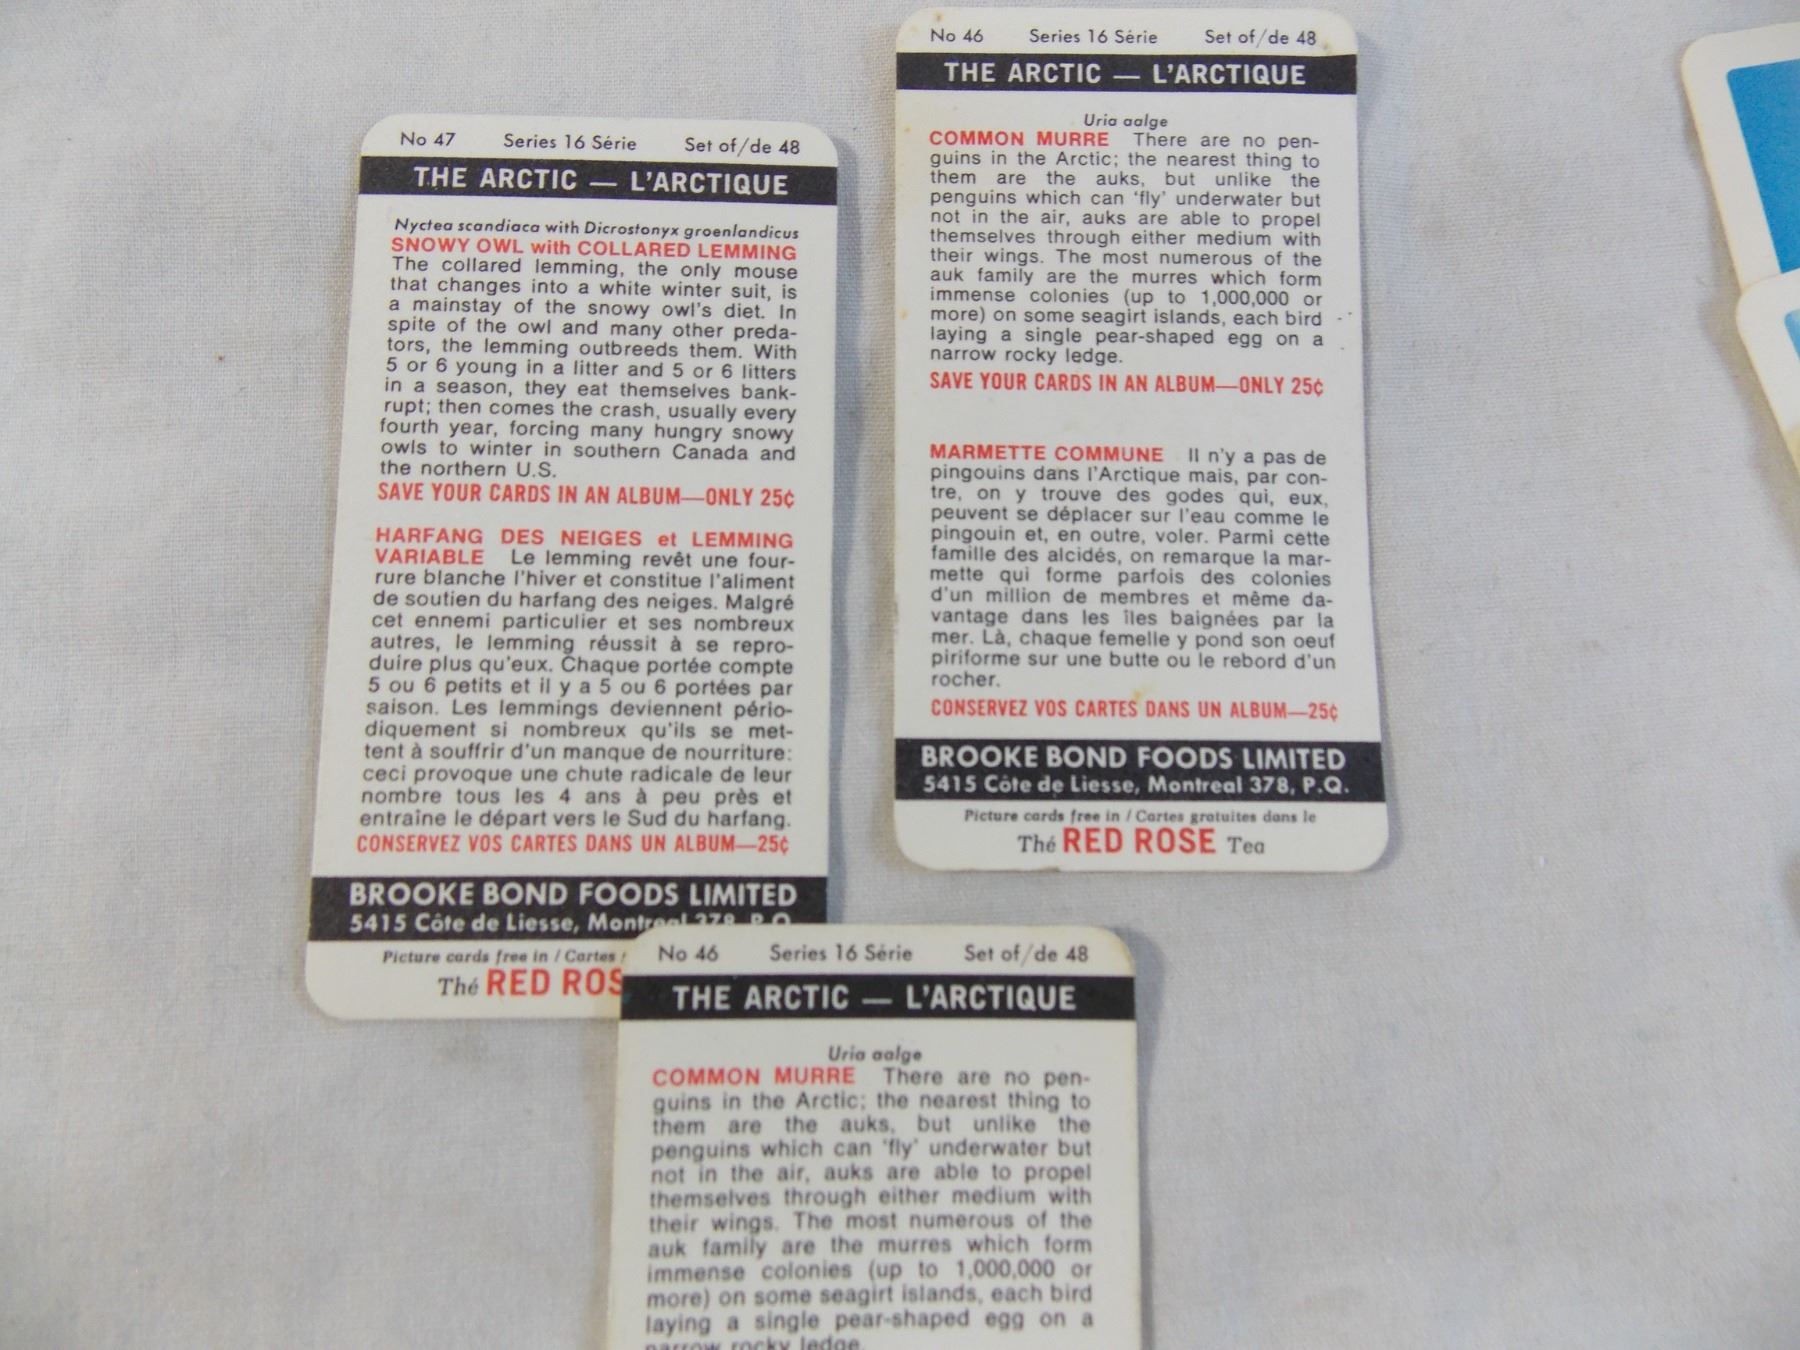 No 47 Series 16 Série Set of/de 48
THE ARCTIC — L'ARCTIQUE
Nyctea scandiaca with Dicrostonyx groenlandicus
SNOWY OWL with COLLARED LEMMING
The collared lemming, the only mouse
that changes into a white winter suit, is
a mainstay of the snowy owl's diet. In
spite of the owl and many other preda-
tors, the lemming outbreeds them. With
5 or 6 young in a litter and 5 or 6 litters
in a season, they eat themselves bank-
rupt; then comes the crash, usually every
fourth year, forcing many hungry snowy
owls to winter in southern Canada and
the northern U.S.
SAVE YOUR CARDS IN AN ALBUM—ONLY 25¢
HARFANG DES NEIGES et LEMMING
VARIABLE Le lemming revêt une four-
rure blanche l'hiver et constitue l'aliment
de soutien du harfang des neiges. Malgré
cet ennemi particulier et ses nombreux
autres, le lemming réussit à se repro-
duire plus qu'eux. Chaque portée compte
5 ou 6 petits et il y a 5 ou 6 portées par
saison. Les lemmings deviennent pério-
diquement si nombreux qu'ils se met-
tent à souffrir d'un manque de nourriture:
ceci provoque une chute radicale de leur
nombre tous les 4 ans à peu près et
entraîne le départ vers le Sud du harfang.
CONSERVEZ VOS CARTES DANS UN ALBUM—25¢
BROOKE BOND FOODS LIMITED
5415 Côte de Liesse, Montreal 378, P.Q.
Picture cards free in / Cartes
Thé RED ROS
No 46 Series 16 Série Set of/de 48
THE ARCTIC — L'ARCTIQUE
Uria aalge
COMMON MURRE There are no pen-
guins in the Arctic; the nearest thing to
them are the auks, but unlike the
penguins which can 'fly' underwater but
not in the air, auks are able to propel
themselves through either medium with
their wings. The most numerous of the
auk family are the murres which form
immense colonies (up to 1,000,000 or
more) on some seagirt islands, each bird
laying a single pear-shaped egg on a
narrow rocky ledge.
SAVE YOUR CARDS IN AN ALBUM—ONLY 25¢
MARMETTE COMMUNE Il n'y a pas de
pingouins dans l'Arctique mais, par con-
tre, on y trouve des godes qui, eux,
peuvent se déplacer sur l'eau comme le
pingouin et, en outre, voler. Parmi cette
famille des alcidés, on remarque la mar-
mette qui forme parfois des colonies
d'un million de membres et même da-
vantage dans les îles baignées par la
mer. Là, chaque femelle y pond son oeuf
piriforme sur une butte ou le rebord d'un
rocher.
CONSERVEZ VOS CARTES DANS UN ALBUM—25¢
BROOKE BOND FOODS LIMITED
5415 Côte de Liesse, Montreal 378, P.Q.
Picture cards free in / Cartes gratuites dans le
Thé RED ROSE Tea
No 46 Series 16 Série Set of/de 48
THE ARCTIC — L'ARCTIQUE
Uria aalge
COMMON MURRE There are no pen-
guins in the Arctic; the nearest thing to
them are the auks, but unlike the
penguins which can 'fly' underwater but
not in the air, auks are able to propel
themselves through either medium with
their wings. The most numerous of the
auk family are the murres which form
immense colonies (up to 1,000,000 or
more) on some seagirt islands, each bird
laying a single pear-shaped egg on a
narrow rocky ledge.